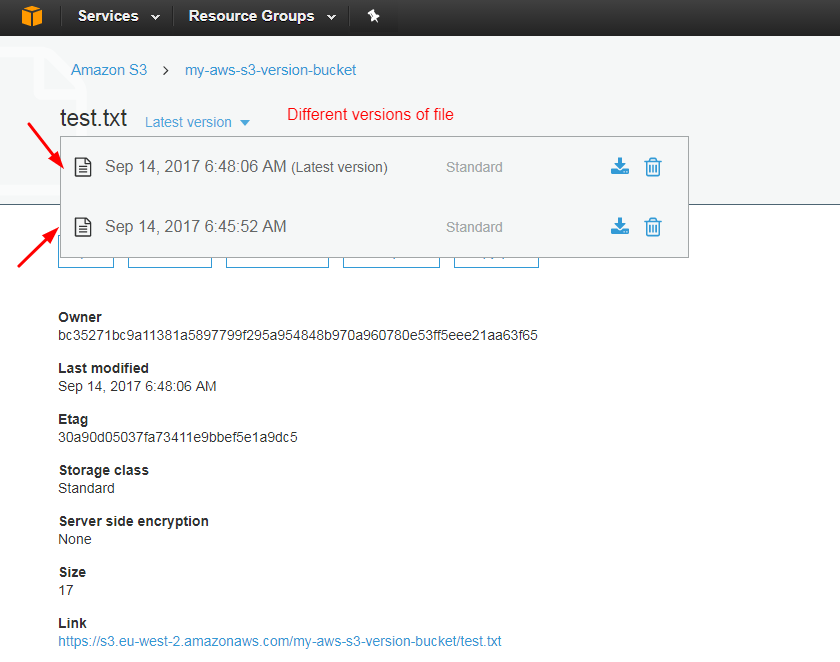 Services Resource Groups
Amazon S3 > my-aws-s3-version-bucket
test.txt Latest version Different versions of file
Sep 14, 2017 6:48:06 AM (Latest version) Standard
Sep 14, 2017 6:45:52 AM Standard
Owner
bc35271bc9a11381a5897799f295a954848b970a960780e53ff5eee21aa63f65
Last modified
Sep 14, 2017 6:48:06 AM
Etag
30a90d05037fa73411e9bbef5e1a9dc5
Storage class
Standard
Server side encryption
None
Size
17
Link
https://s3.eu-west-2.amazonaws.com/my-aws-s3-version-bucket/test.txt